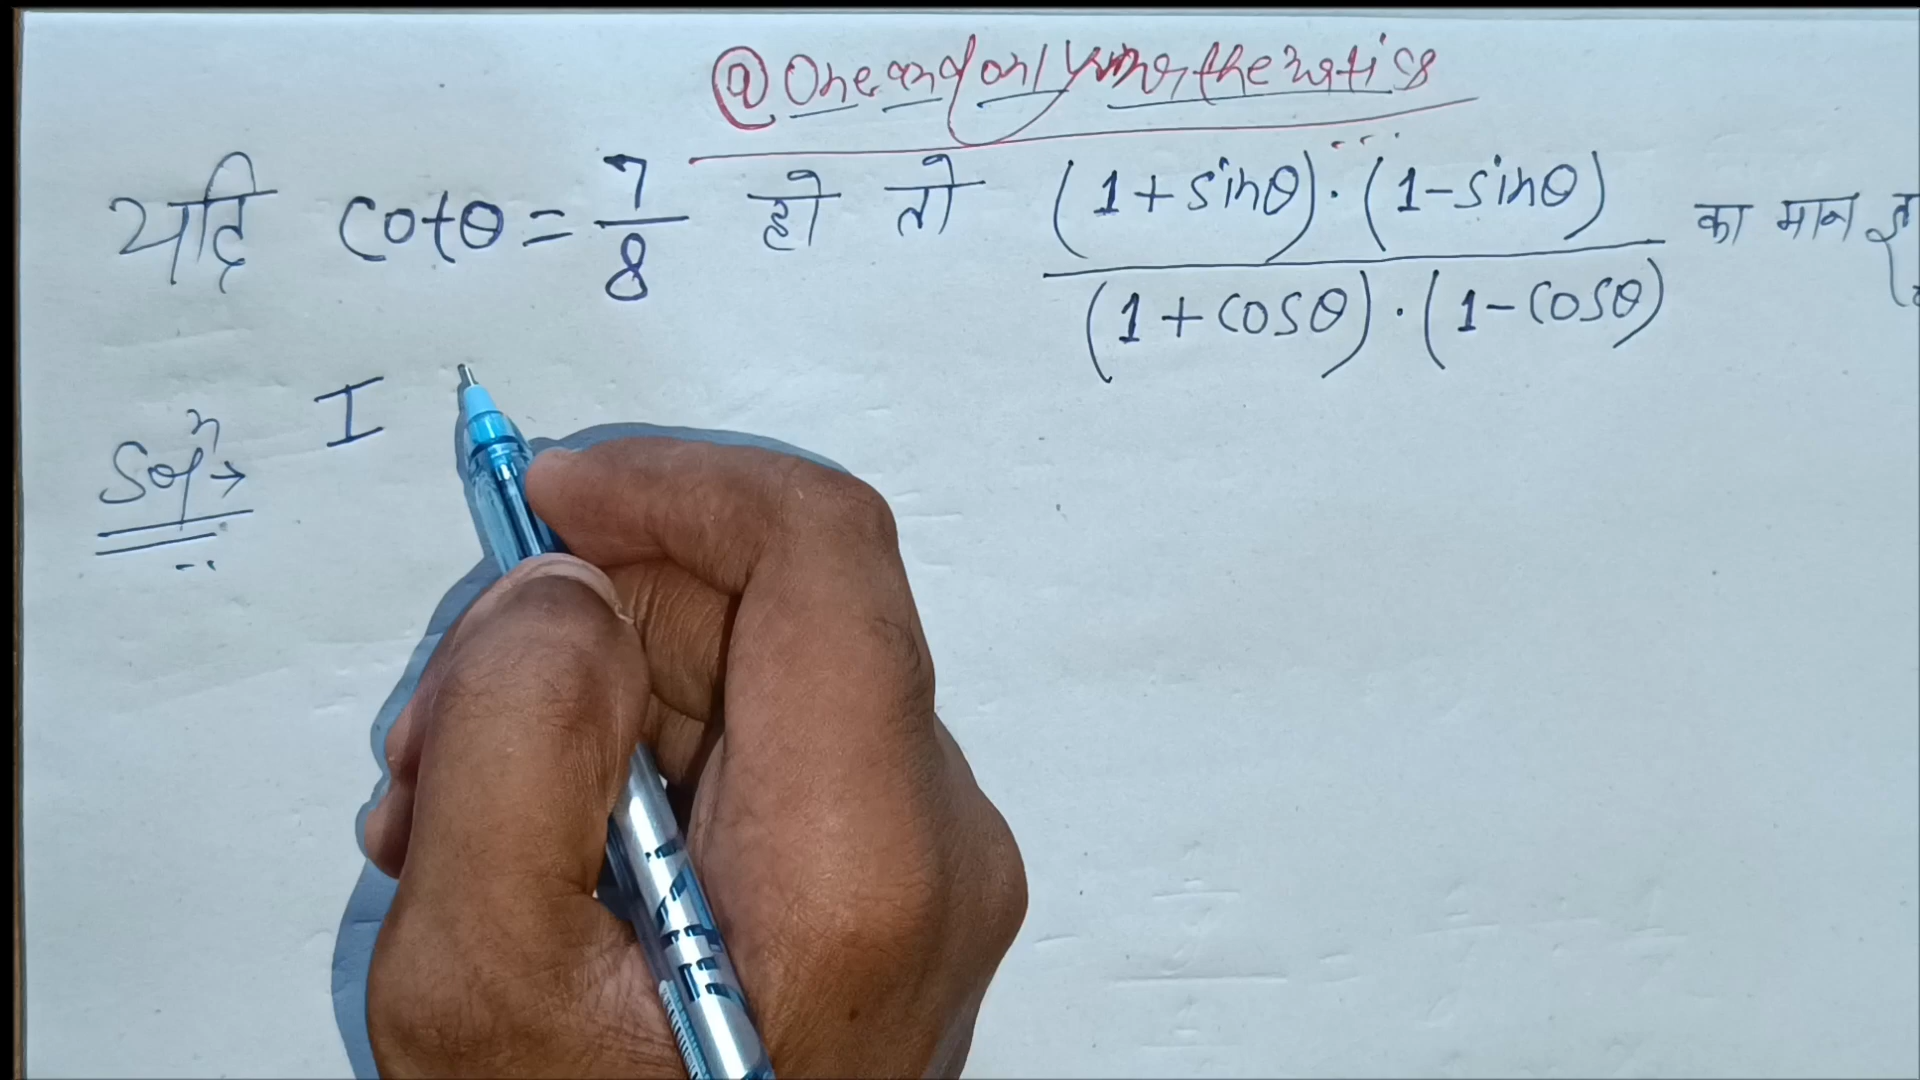 @Oneandonlymathematics
यदि cotθ = 7/8 हो तो (1+sinθ)·(1-sinθ)/(1+cosθ)·(1-cosθ) का मान
Solⁿ→ I